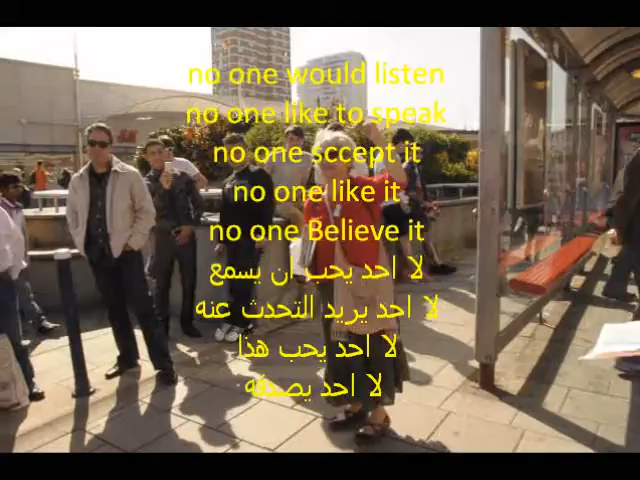 no one would listen
no one like to speak
no one sccept it
no one like it
no one Believe it
لا احد يحب ان يسمع
لا احد يريد التحدث عنه
لا احد يحب هذا
لا احد يصدقه